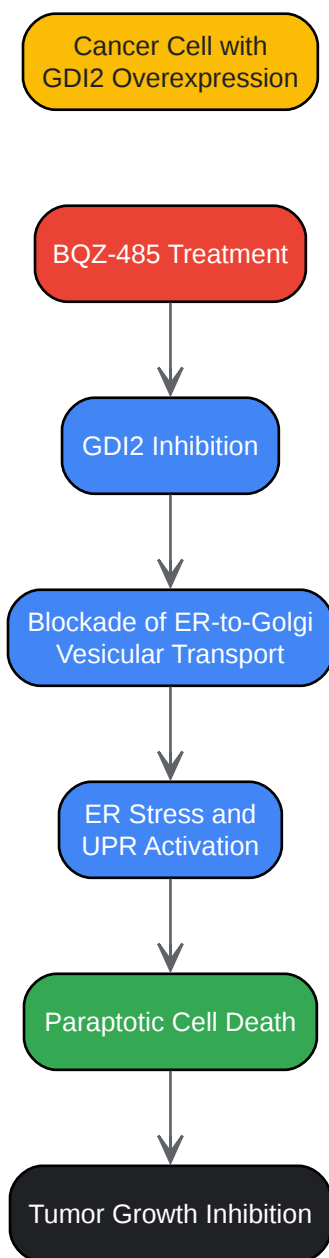 Cancer Cell with
GDI2 Overexpression
BQZ-485 Treatment
GDI2 Inhibition
Blockade of ER-to-Golgi
Vesicular Transport
ER Stress and
UPR Activation
Paraptotic Cell Death
Tumor Growth Inhibition